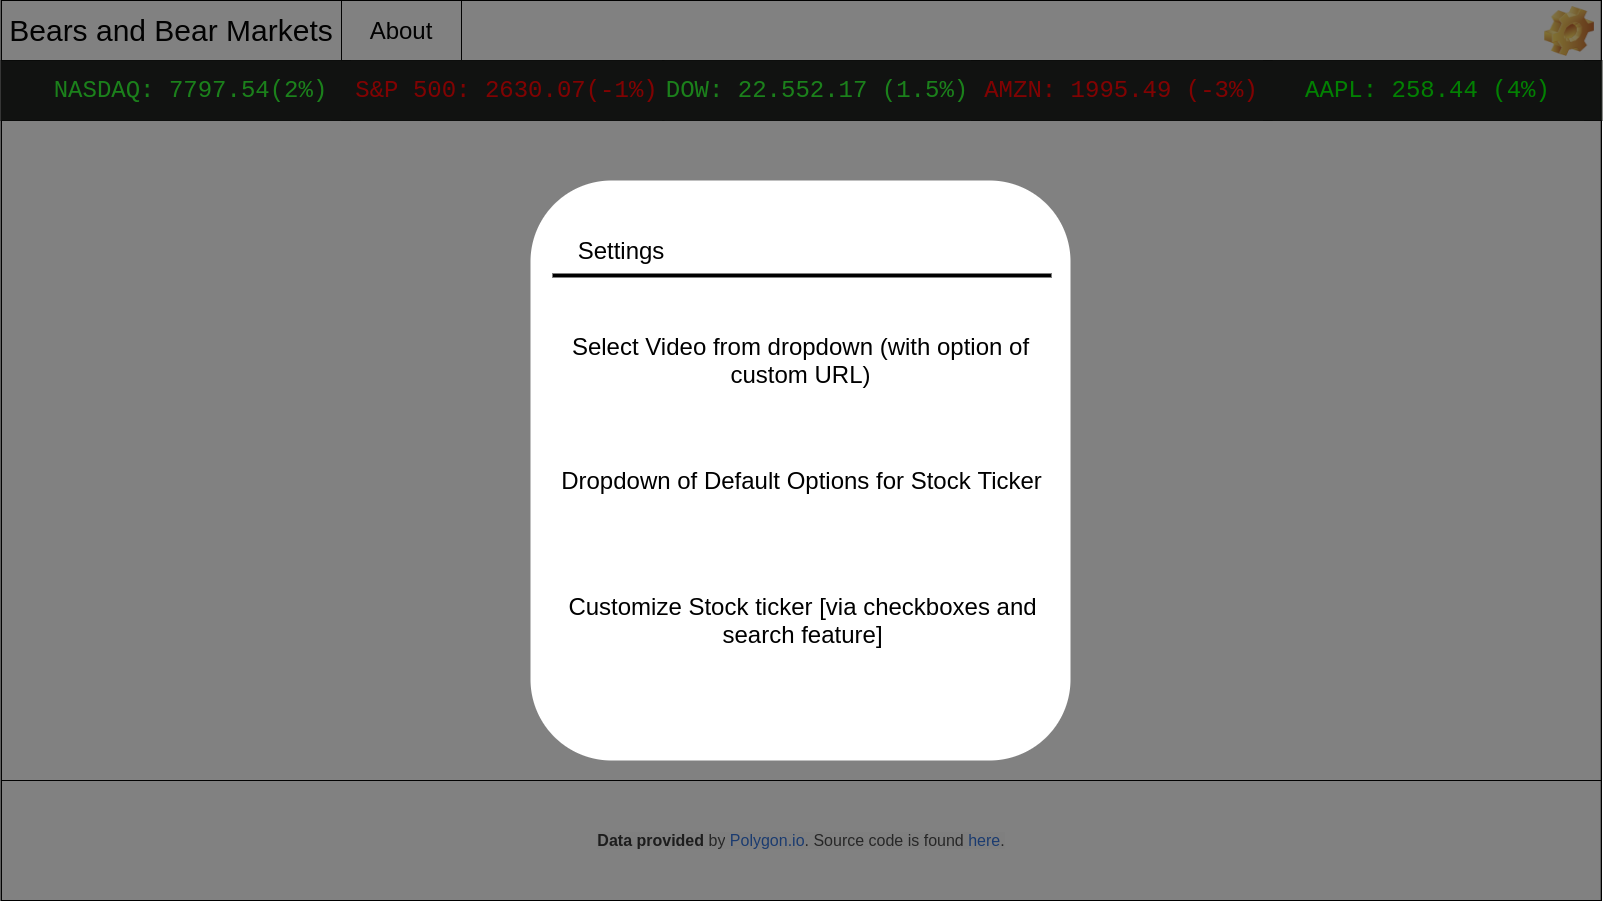 Bears and Bear Markets About
NASDAQ: 7797.54(2%) S&P 500: 2630.07(-1%) DOW: 22.552.17 (1.5%) AMZN: 1995.49 (-3%) AAPL: 258.44 (4%)
Settings
Select Video from dropdown (with option of
custom URL)
Dropdown of Default Options for Stock Ticker
Customize Stock ticker [via checkboxes and
search feature]
Data provided by Polygon.io. Source code is found here.